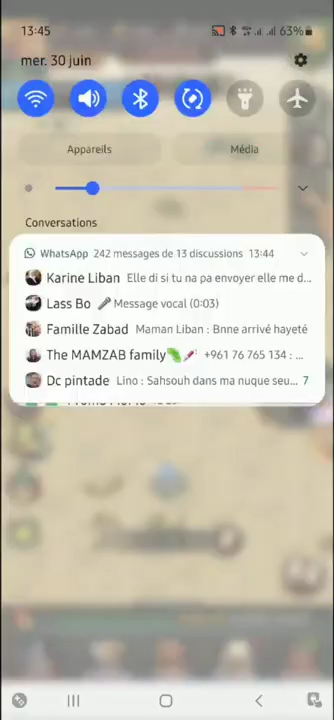 13:45
63%
mer. 30 juin
Appareils
Média
Conversations
WhatsApp 242 messages de 13 discussions 13:44
Karine Liban Elle di si tu na pa envoyer elle me d...
Lass Bo 🎤 Message vocal (0:03)
Famille Zabad Maman Liban : Bnne arrivé hayeté
The MAMZAB family +961 76 765 134 : ...
Dc pintade Lino : Sahsouh dans ma nuque seu... 7